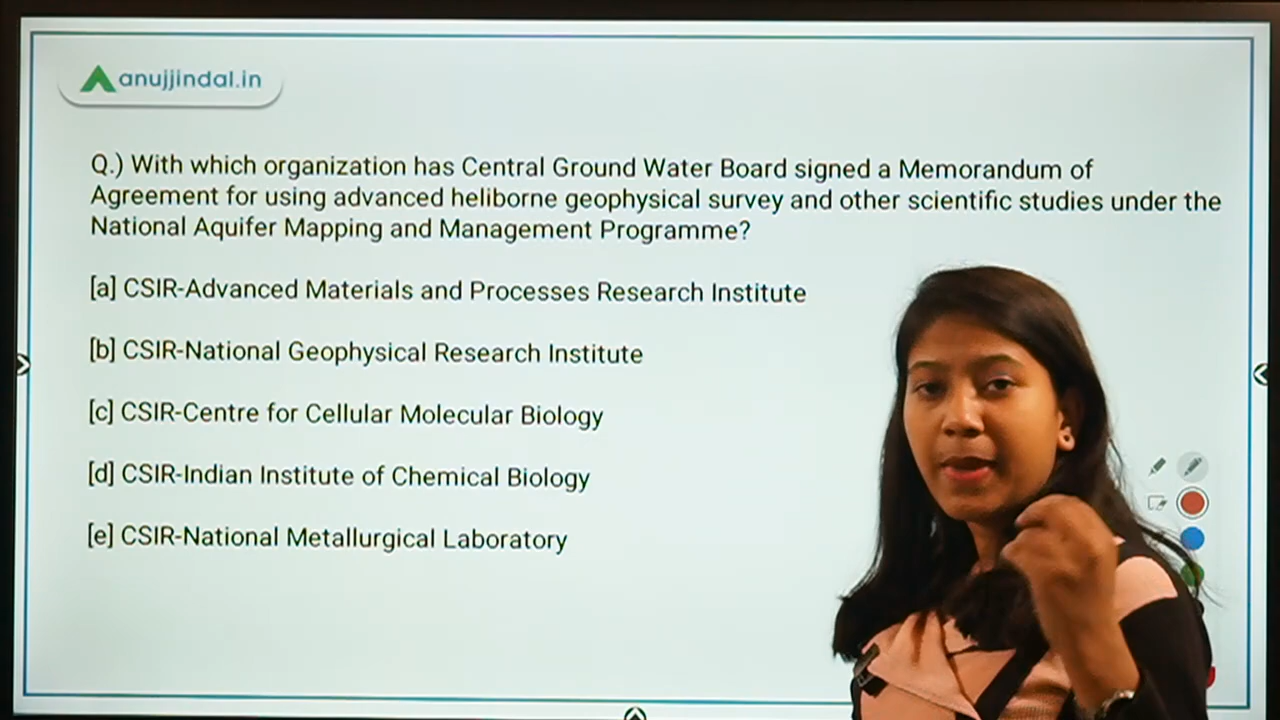 anujjindal.in
Q.) With which organization has Central Ground Water Board signed a Memorandum of
Agreement for using advanced heliborne geophysical survey and other scientific studies under the
National Aquifer Mapping and Management Programme?
[a] CSIR-Advanced Materials and Processes Research Institute
[b] CSIR-National Geophysical Research Institute
[c] CSIR-Centre for Cellular Molecular Biology
[d] CSIR-Indian Institute of Chemical Biology
[e] CSIR-National Metallurgical Laboratory